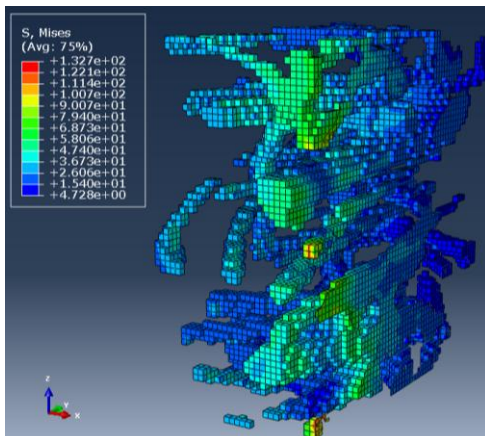 S, Mises
(Avg: 75%)
+1.327e+02
+1.221e+02
+1.114e+02
+1.007e+02
+9.007e+01
+7.940e+01
+6.873e+01
+5.806e+01
+4.740e+01
+3.673e+01
+2.606e+01
+1.540e+01
+4.728e+00
Z
Y
X